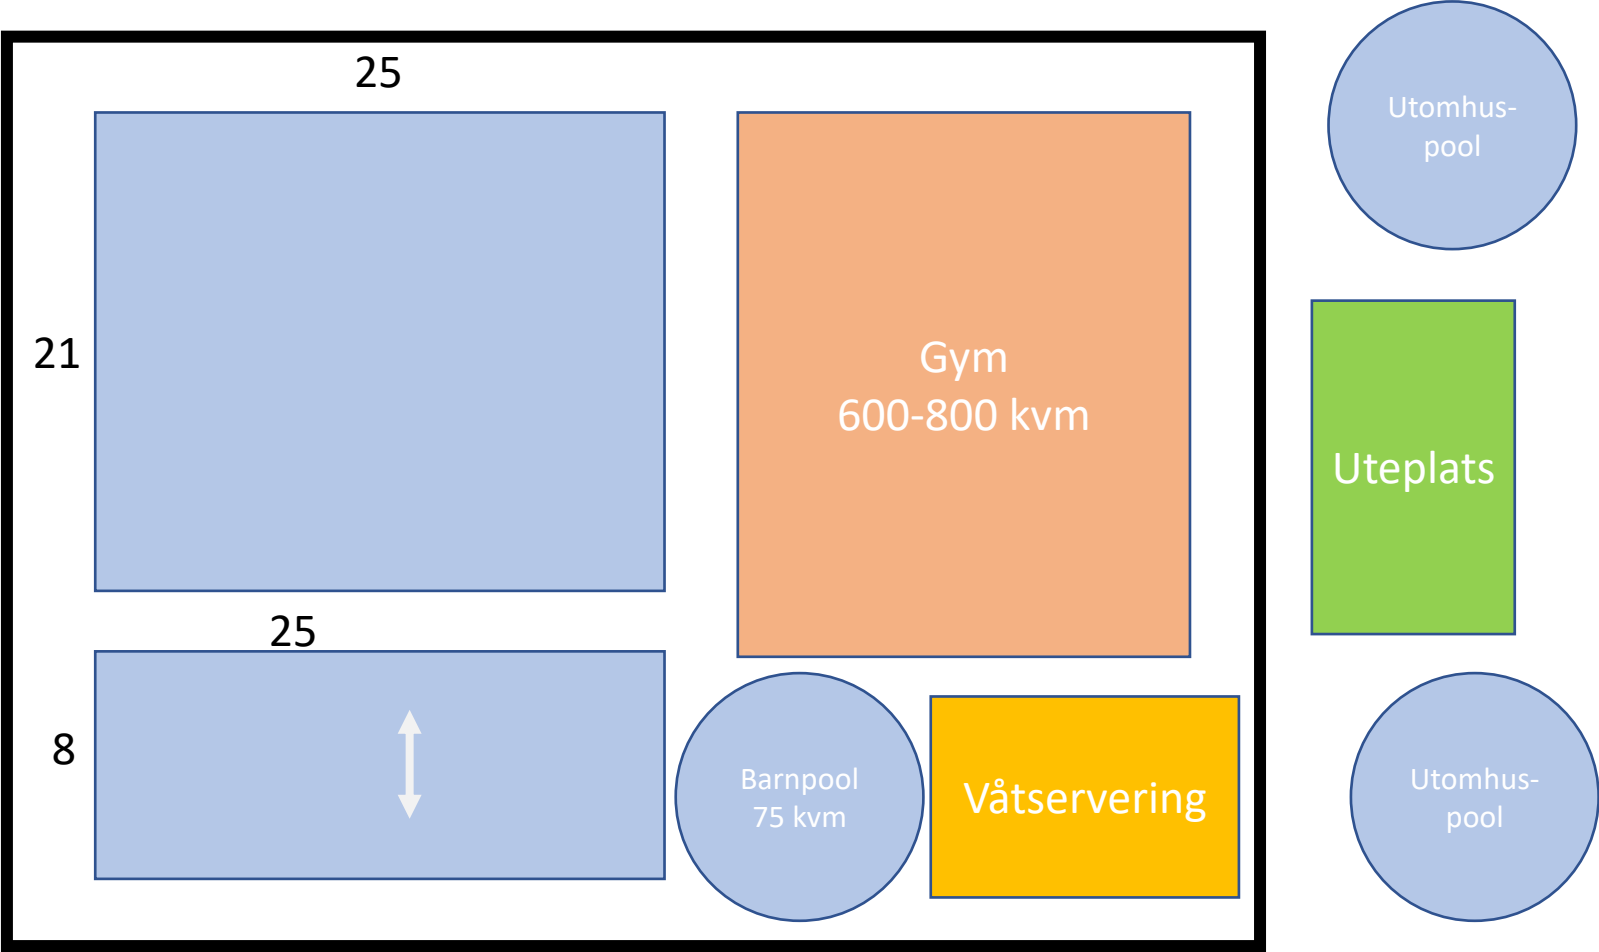 25
21
25
8
Gym
600-800 kvm
Barnpool
75 kvm
Våtservering
Utomhus-
pool
Uteplats
Utomhus-
pool